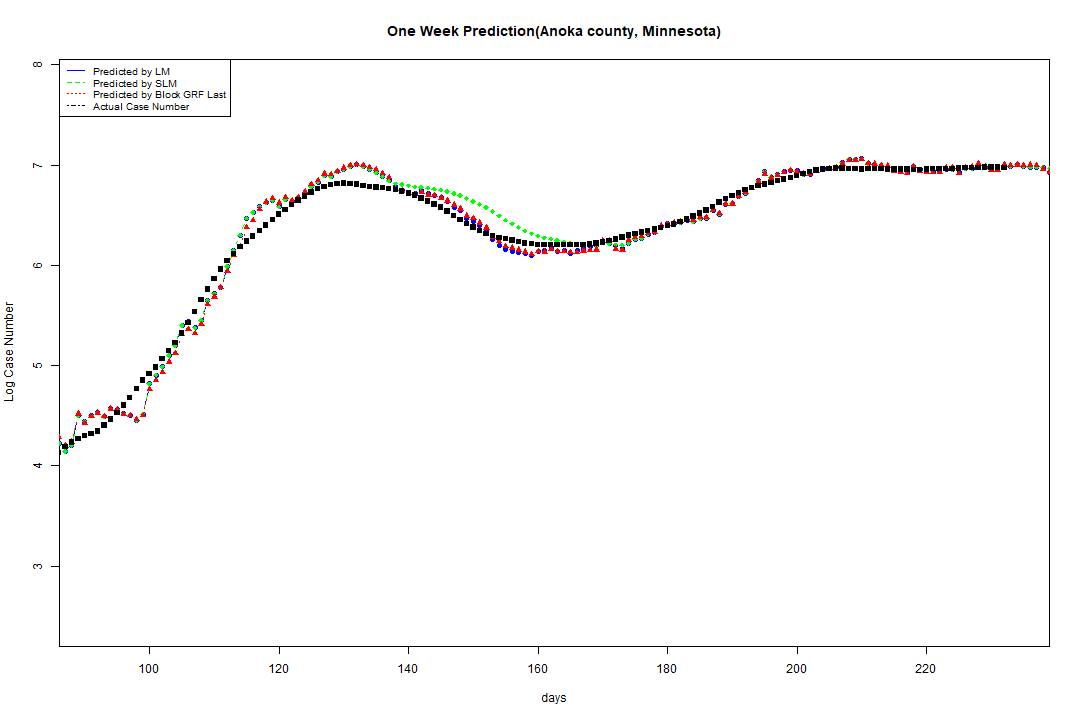 One Week Prediction(Anoka county, Minnesota)
Predicted by LM
Predicted by SLM
Predicted by Block GRF Last
Actual Case Number
8
7
6
5
4
3
Log Case Number
100 120 140 160 180 200 220
days